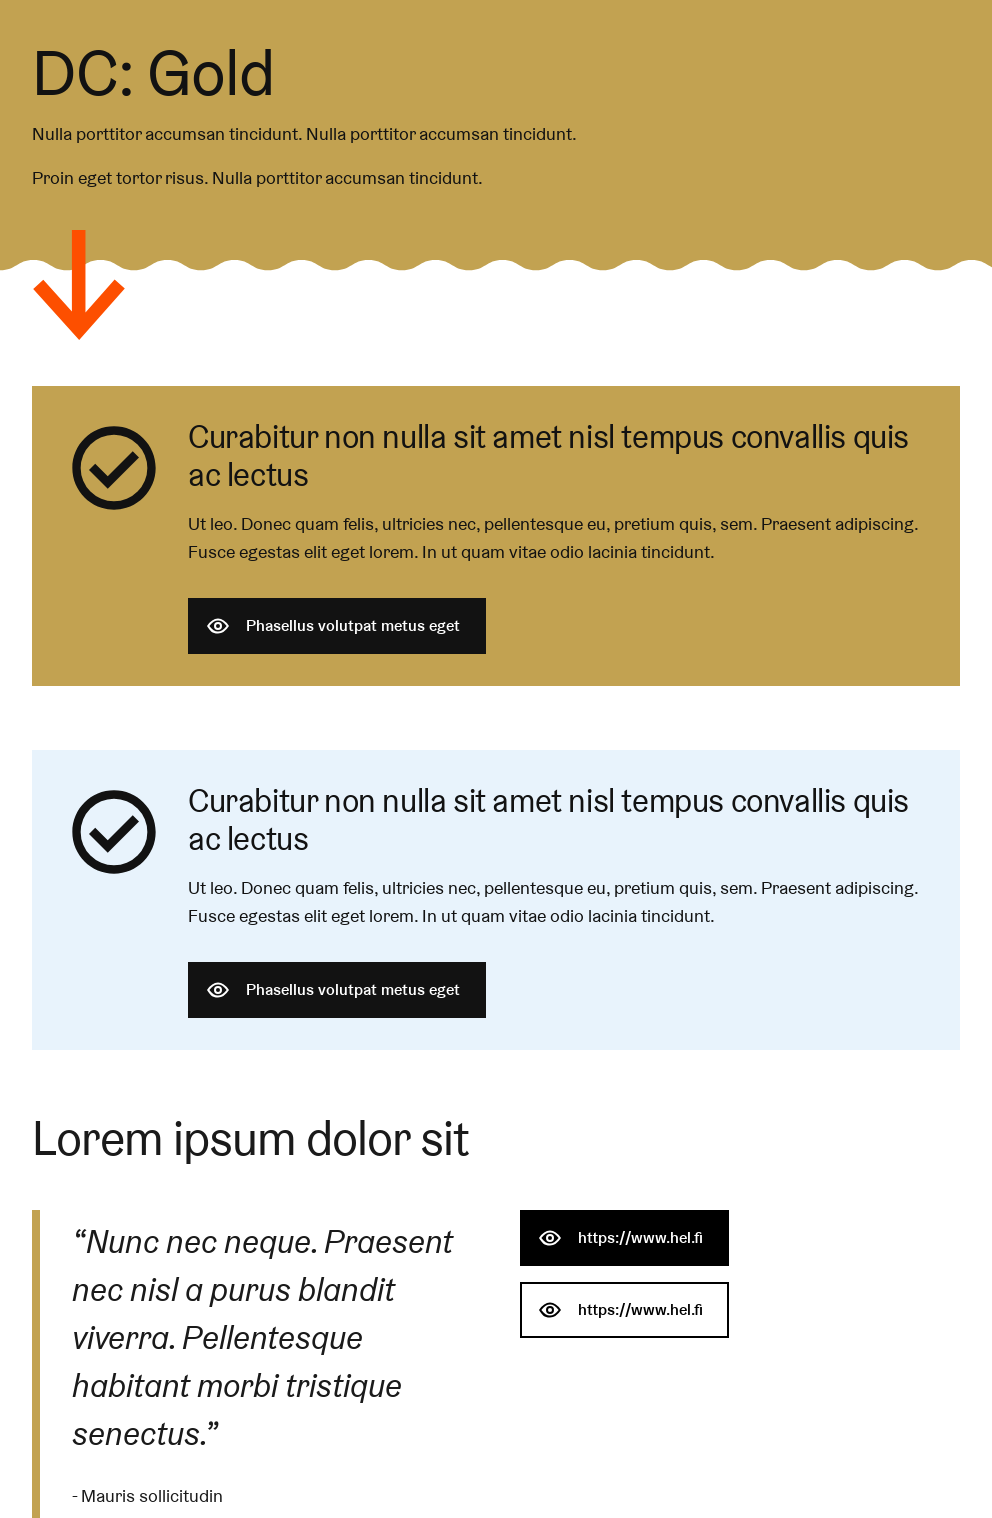 DC: Gold
Nulla porttitor accumsan tincidunt. Nulla porttitor accumsan tincidunt.
Proin eget tortor risus. Nulla porttitor accumsan tincidunt.
Curabitur non nulla sit amet nisl tempus convallis quis
ac lectus
Ut leo. Donec quam felis, ultricies nec, pellentesque eu, pretium quis, sem. Praesent adipiscing.
Fusce egestas elit eget lorem. In ut quam vitae odio lacinia tincidunt.
Phasellus volutpat metus eget
Curabitur non nulla sit amet nisl tempus convallis quis
ac lectus
Ut leo. Donec quam felis, ultricies nec, pellentesque eu, pretium quis, sem. Praesent adipiscing.
Fusce egestas elit eget lorem. In ut quam vitae odio lacinia tincidunt.
Phasellus volutpat metus eget
Lorem ipsum dolor sit
“Nunc nec neque. Praesent
nec nisl a purus blandit
viverra. Pellentesque
habitant morbi tristique
senectus.”
- Mauris sollicitudin
https://www.hel.fi
https://www.hel.fi